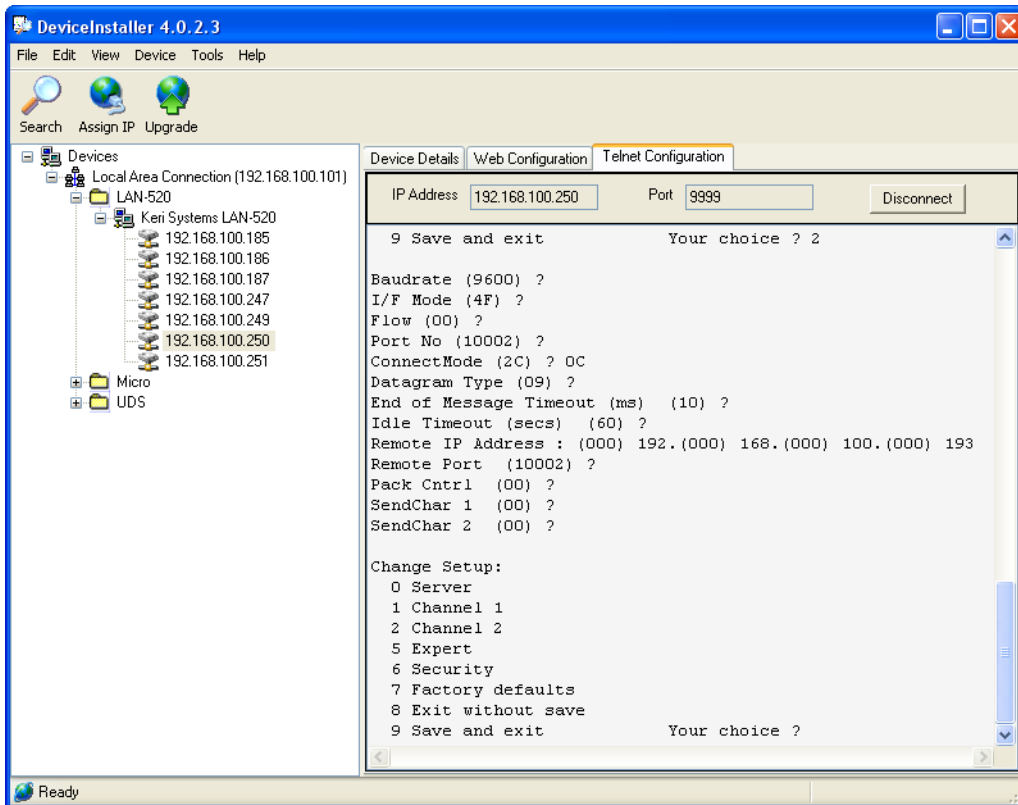 DeviceInstaller 4.0.2.3
File Edit View Device Tools Help
Search Assign IP Upgrade
Devices
Local Area Connection (192.168.100.101)
LAN-520
Keri Systems LAN-520
192.168.100.185
192.168.100.186
192.168.100.187
192.168.100.247
192.168.100.249
192.168.100.250
192.168.100.251
Micro
UDS
Device Details Web Configuration Telnet Configuration
IP Address 192.168.100.250 Port 9999 Disconnect
9 Save and exit Your choice ? 2
Baudrate (9600) ?
I/F Mode (4F) ?
Flow (00) ?
Port No (10002) ?
ConnectMode (2C) ? 0C
Datagram Type (09) ?
End of Message Timeout (ms) (10) ?
Idle Timeout (secs) (60) ?
Remote IP Address : (000) 192.(000) 168.(000) 100.(000) 193
Remote Port (10002) ?
Pack Cntrl (00) ?
SendChar 1 (00) ?
SendChar 2 (00) ?
Change Setup:
0 Server
1 Channel 1
2 Channel 2
5 Expert
6 Security
7 Factory defaults
8 Exit without save
9 Save and exit Your choice ?
Ready